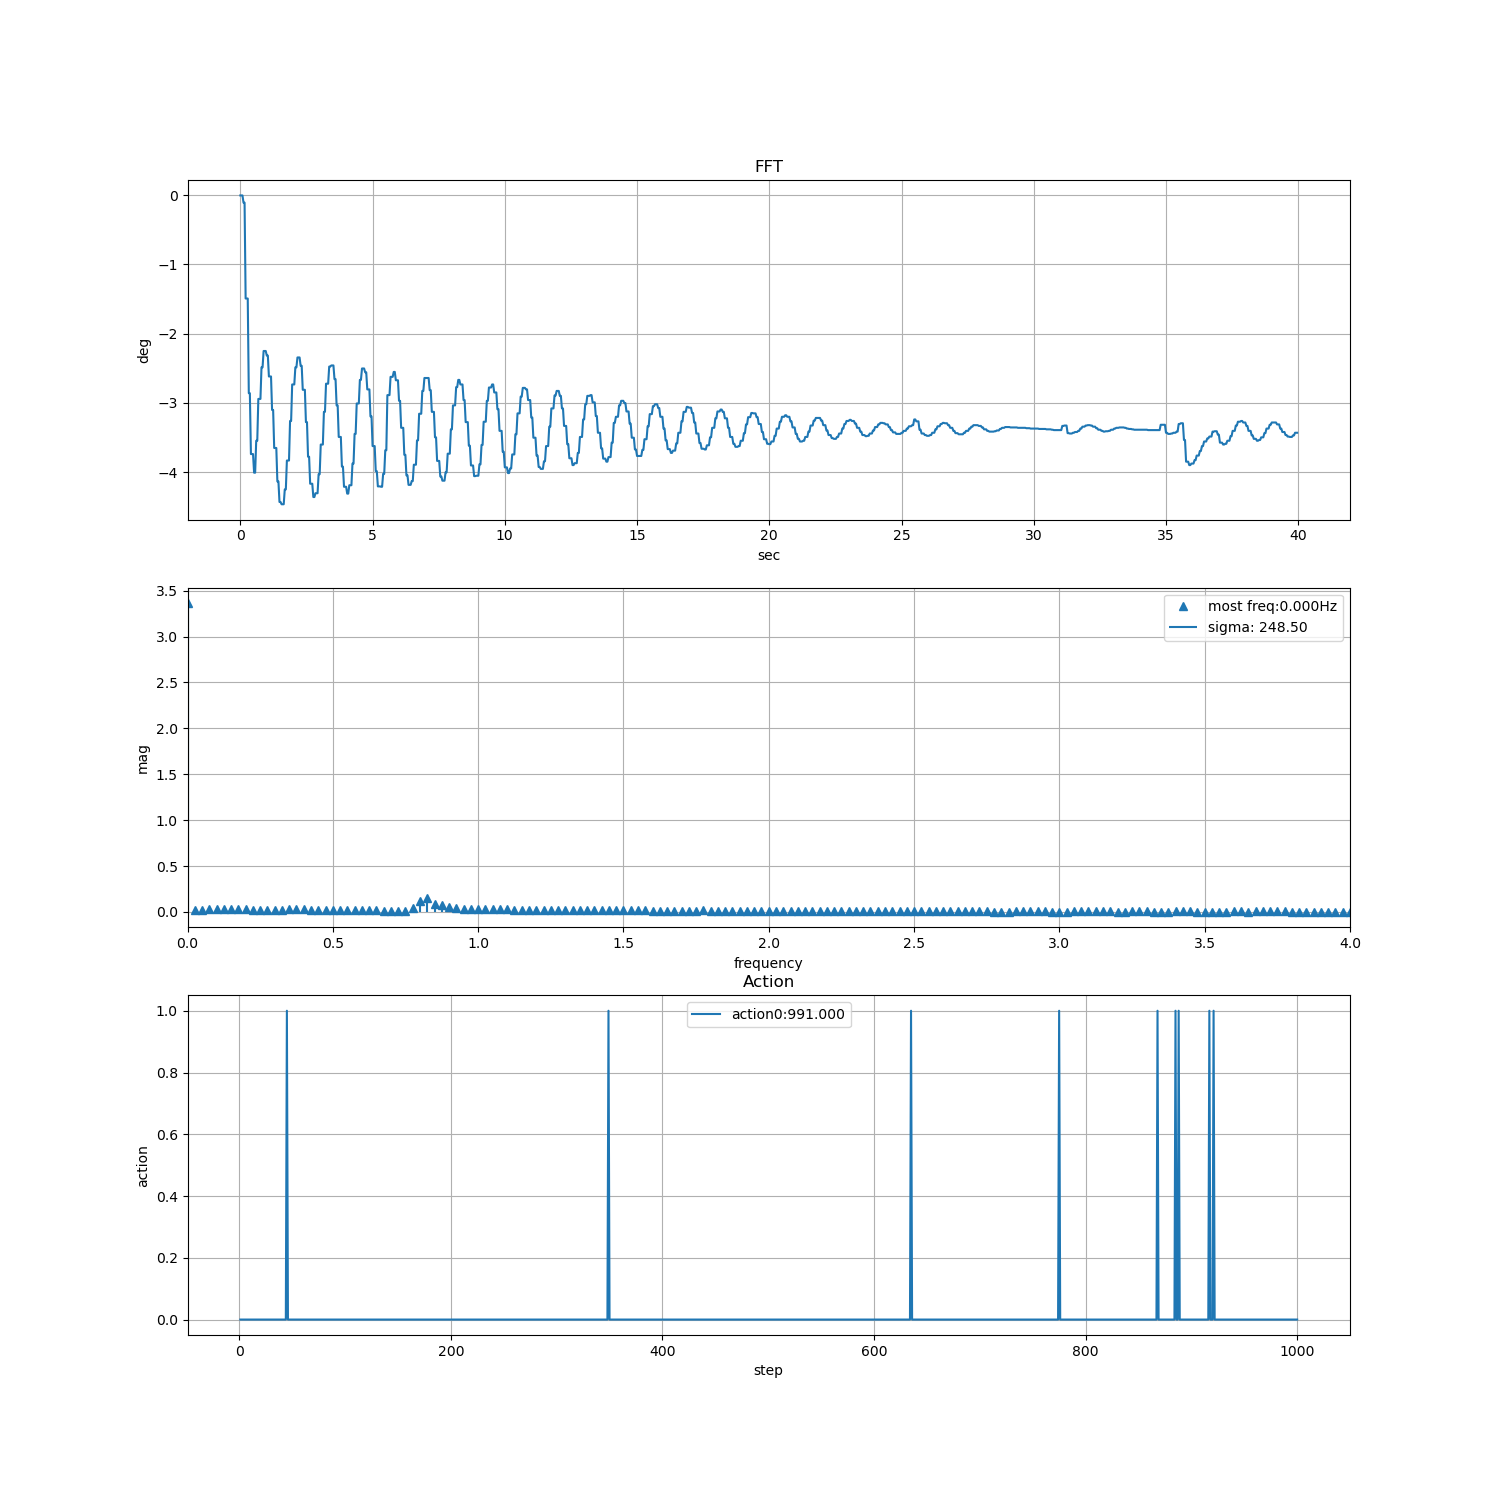 FFT
0
−1
−2
−3
−4
deg
0 5 10 15 20 25 30 35 40
sec
3.5
3.0
2.5
2.0
1.5
1.0
0.5
0.0
mag
most freq:0.000Hz
sigma: 248.50
0.0 0.5 1.0 1.5 2.0 2.5 3.0 3.5 4.0
frequency
Action
1.0
0.8
0.6
0.4
0.2
0.0
action
action0:991.000
0 200 400 600 800 1000
step